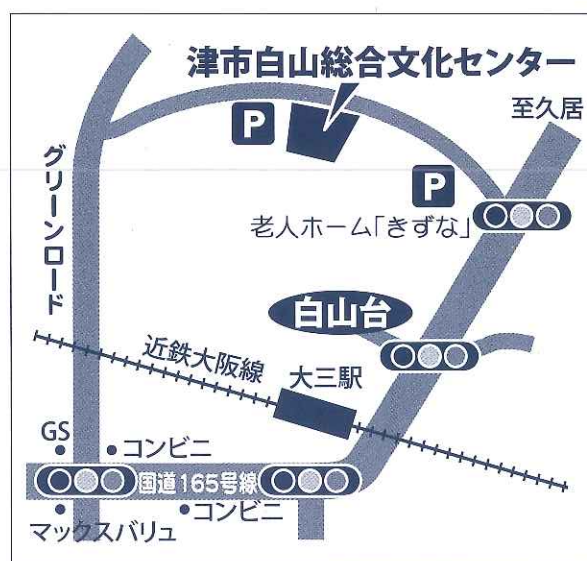 津市白山総合文化センター
至久居
P
P
グリーンロード
老人ホーム「きずな」
白山台
近鉄大阪線
大三駅
GS
コンビニ
国道165号線
マックスバリュ
コンビニ